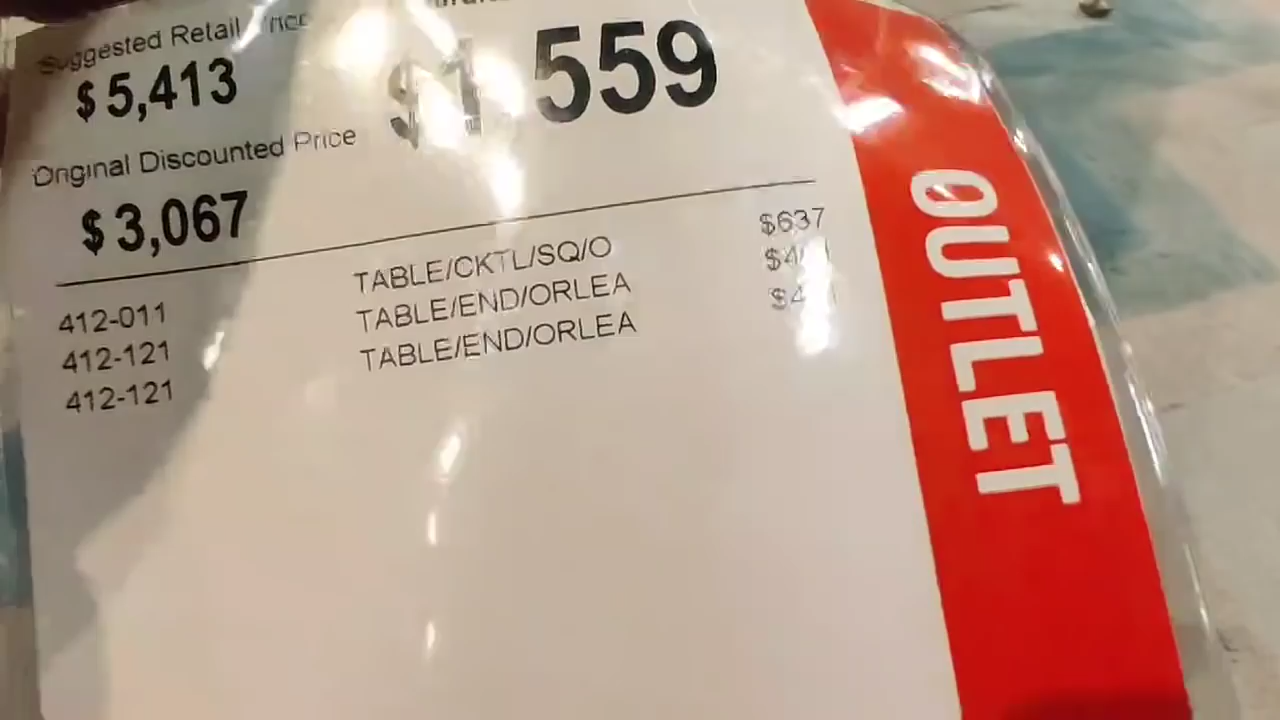 Suggested Retail Price
$5,413
$1,559
Original Discounted Price
$3,067
412-011 TABLE/CKTL/SQ/O $637
412-121 TABLE/END/ORLEA
412-121 TABLE/END/ORLEA
OUTLET